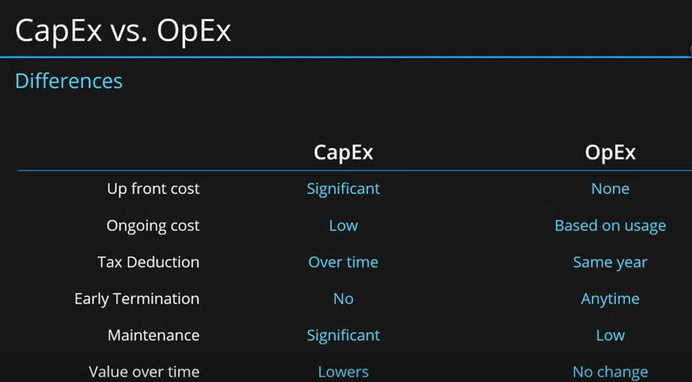 CapEx vs. OpEx
Differences
CapEx OpEx
Up front cost Significant None
Ongoing cost Low Based on usage
Tax Deduction Over time Same year
Early Termination No Anytime
Maintenance Significant Low
Value over time Lowers No change